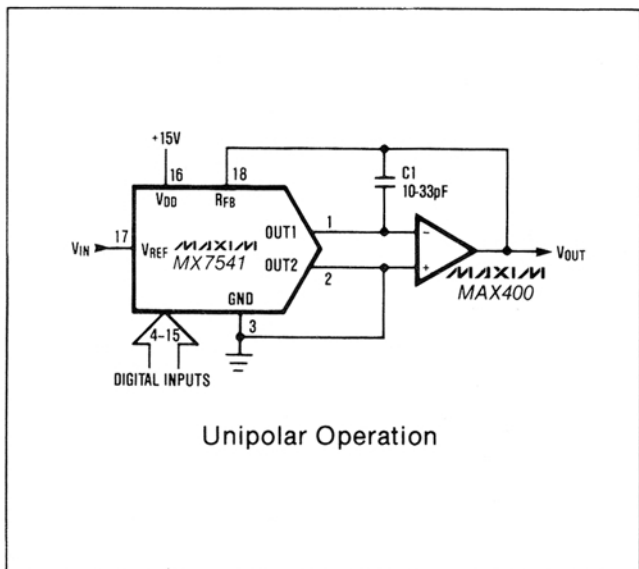 +15V
16
18
VDD
RFB
C1
10-33pF
17
VIN
VREF
MAXIM
MX7541
OUT1
1
OUT2
2
-
+
VOUT
MAXIM
MAX400
GND
3
4-15
DIGITAL INPUTS
Unipolar Operation